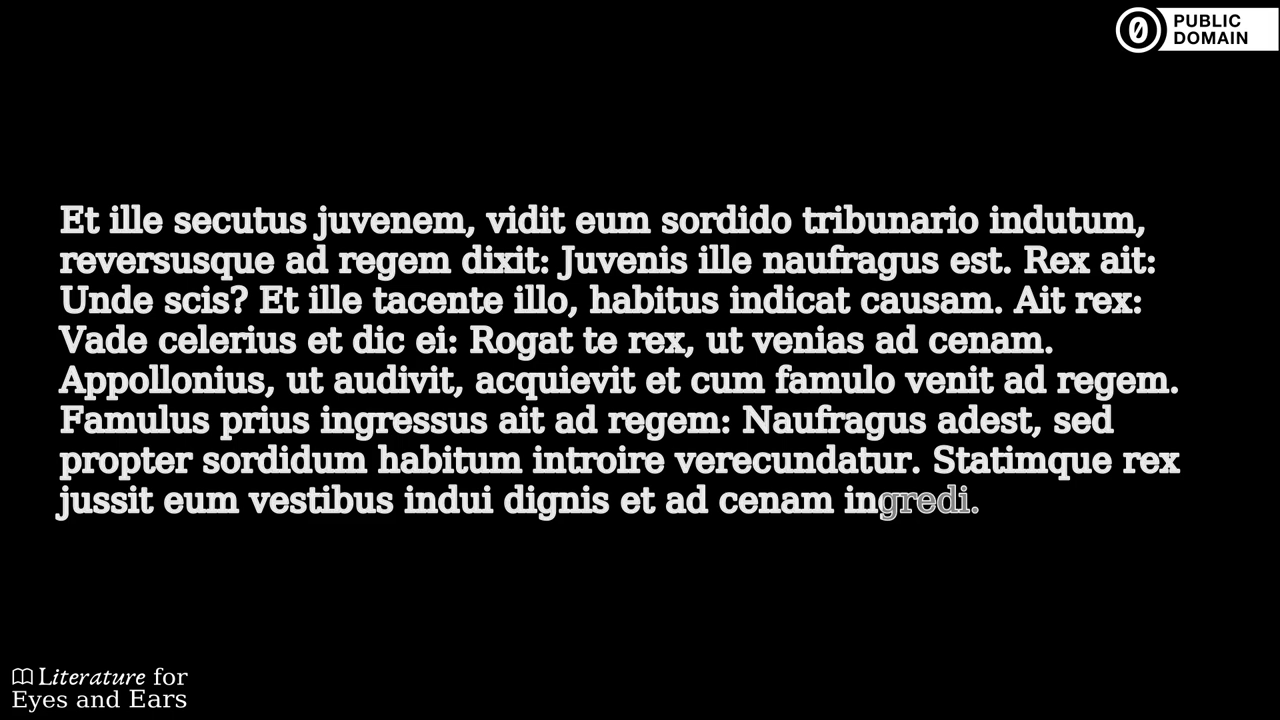 PUBLIC
DOMAIN
Et ille secutus juvenem, vidit eum sordido tribunario indutum,
reversusque ad regem dixit: Juvenis ille naufragus est. Rex ait:
Unde scis? Et ille tacente illo, habitus indicat causam. Ait rex:
Vade celerius et dic ei: Rogat te rex, ut venias ad cenam.
Appollonius, ut audivit, acquievit et cum famulo venit ad regem.
Famulus prius ingressus ait ad regem: Naufragus adest, sed
propter sordidum habitum introire verecundatur. Statimque rex
jussit eum vestibus indui dignis et ad cenam ingredi.
Literature for
Eyes and Ears